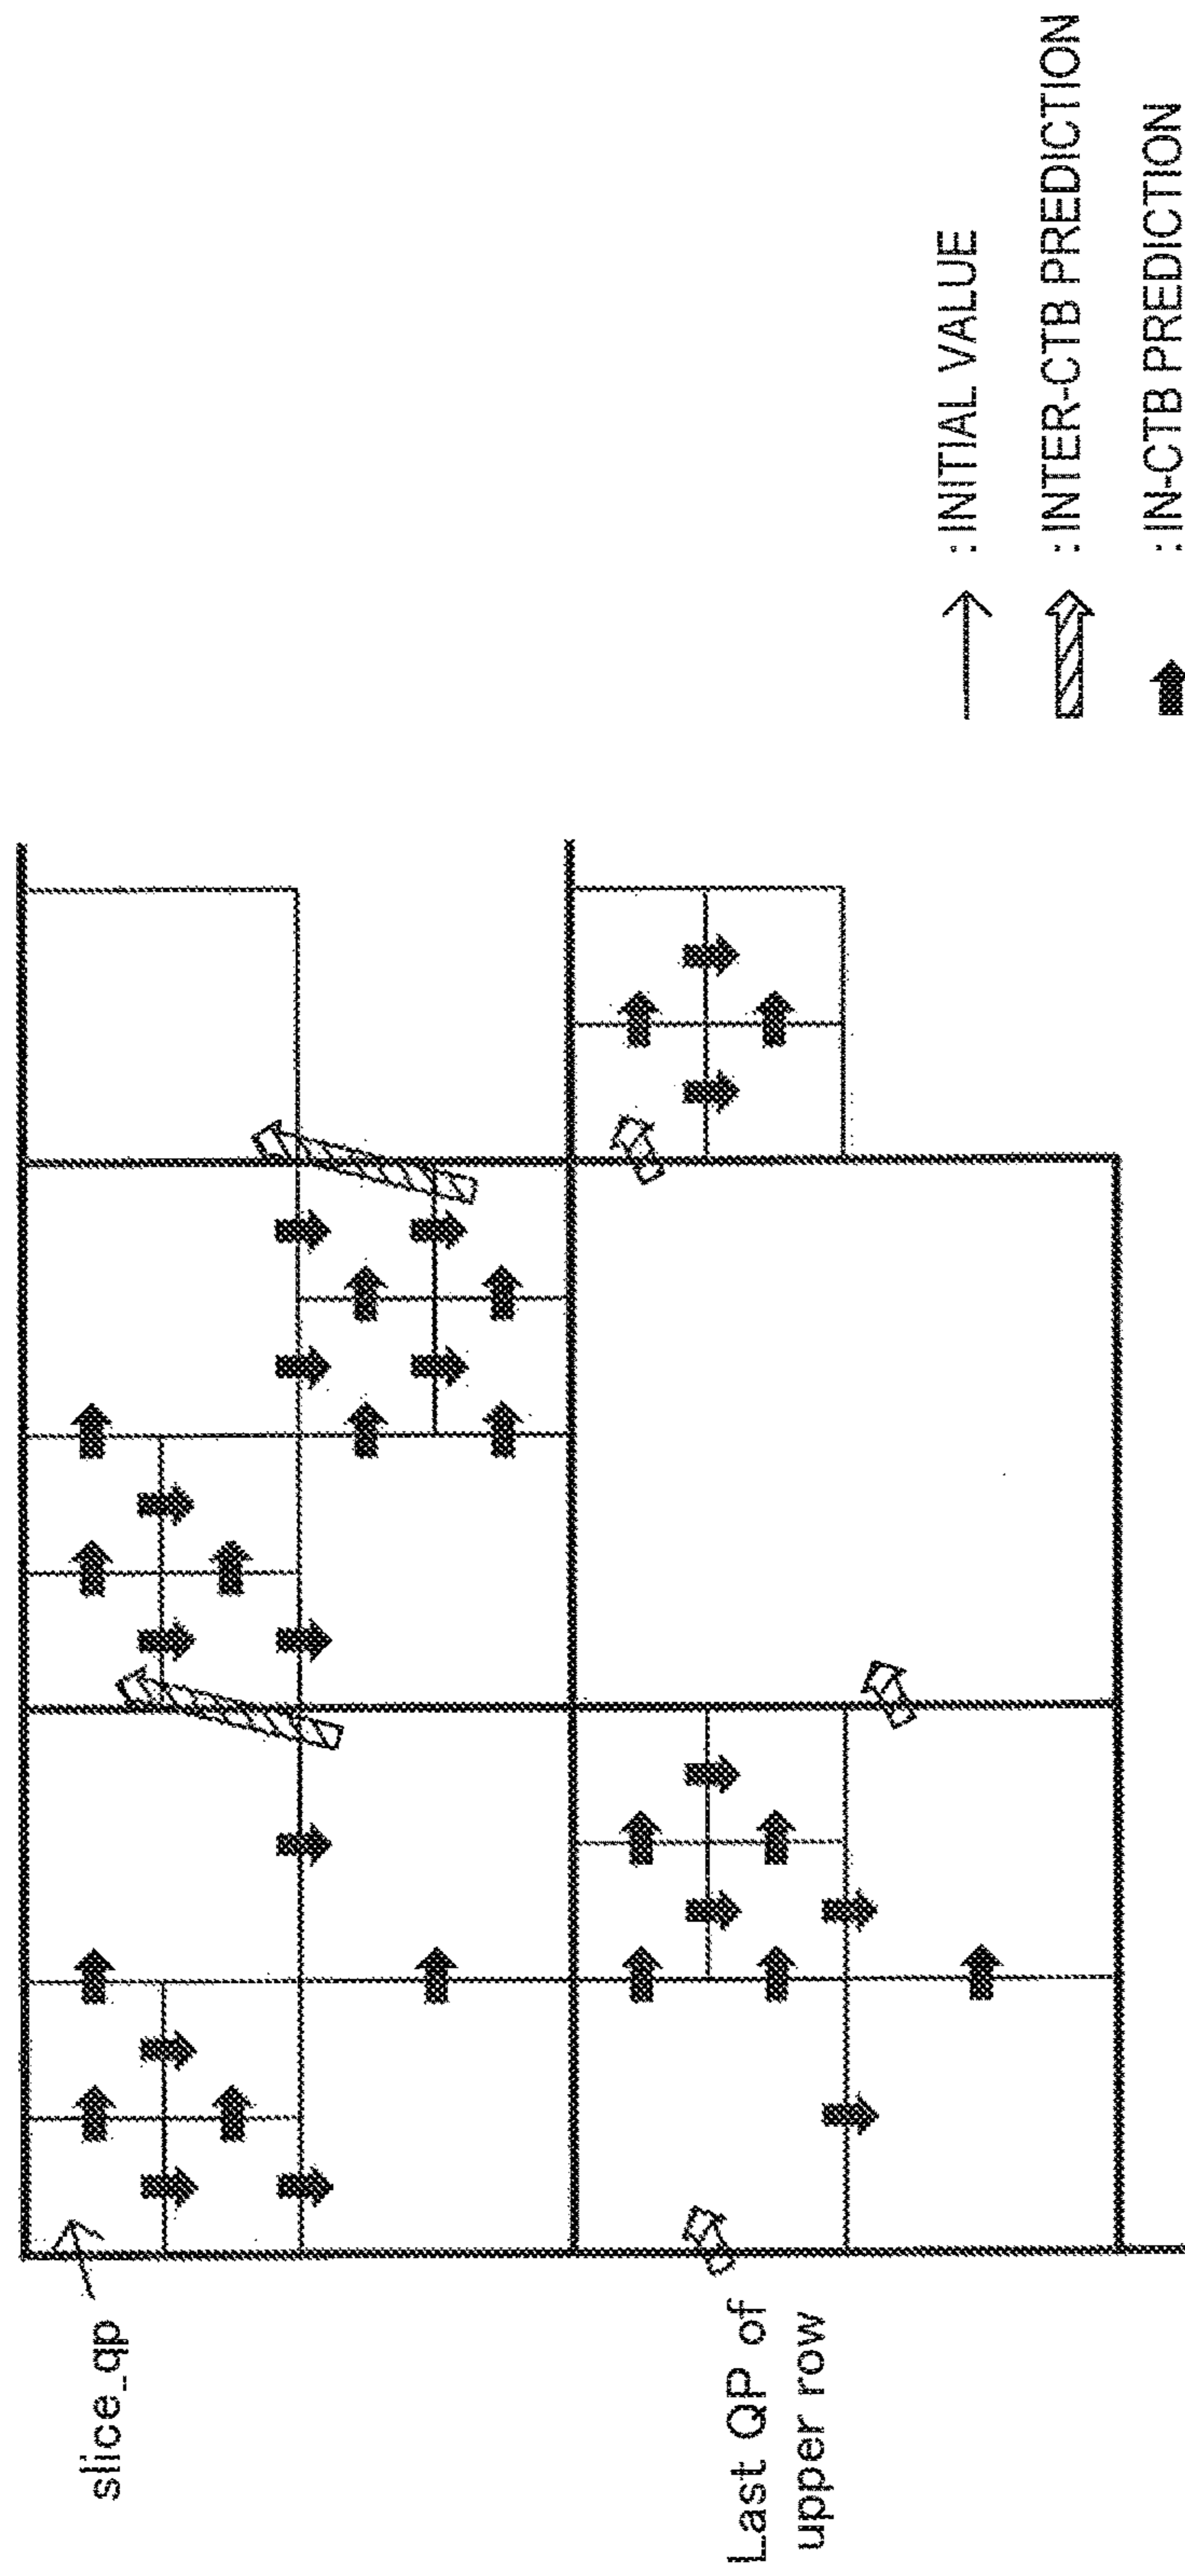 slice_qp
Last QP of
upper row
: INITIAL VALUE
: INTER-CTB PREDICTION
: IN-CTB PREDICTION